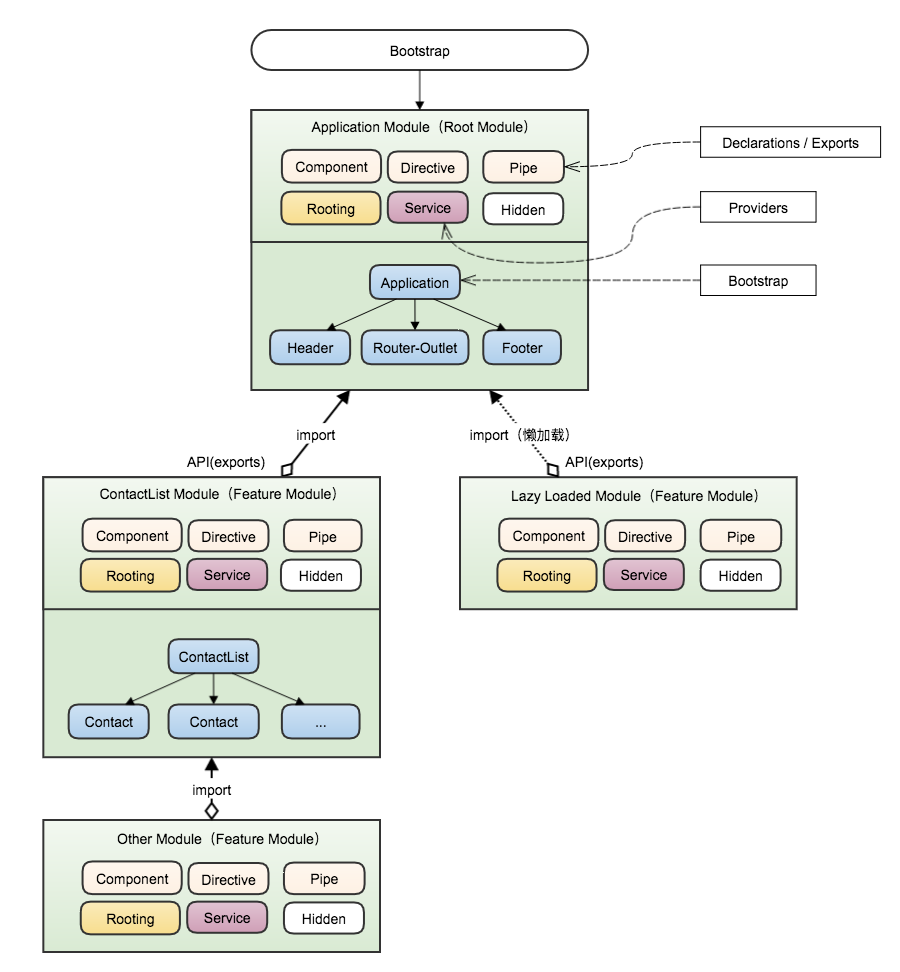 Bootstrap
Application Module（Root Module）
Component
Directive
Pipe
Rooting
Service
Hidden
Declarations / Exports
Providers
Bootstrap
Application
Header
Router-Outlet
Footer
import
import（懒加载）
API(exports)
API(exports)
ContactList Module（Feature Module）
Component
Directive
Pipe
Rooting
Service
Hidden
ContactList
Contact
Contact
...
Lazy Loaded Module（Feature Module）
Component
Directive
Pipe
Rooting
Service
Hidden
import
Other Module（Feature Module）
Component
Directive
Pipe
Rooting
Service
Hidden